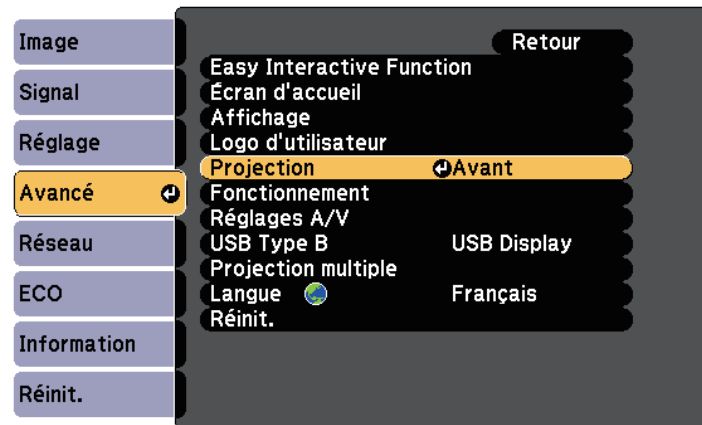 Image
Signal
Réglage
Avancé
Réseau
ECO
Information
Réinit.
Retour
Easy Interactive Function
Écran d'accueil
Affichage
Logo d'utilisateur
Projection Avant
Fonctionnement
Réglages A/V
USB Type B USB Display
Projection multiple
Langue Français
Réinit.